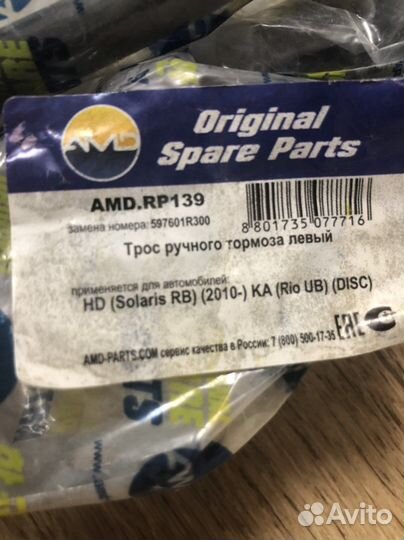 AMD
Original
Spare Parts
AMD.RP139
замена номера: 597601R300
8 801735 077716
Трос ручного тормоза левый
применяется для автомобилей:
HD (Solaris RB) (2010-) KA (Rio UB) (DISC)
AMD-PARTS.COM сервис качества в России: 7 (800) 500-17-35
EAC
Avito